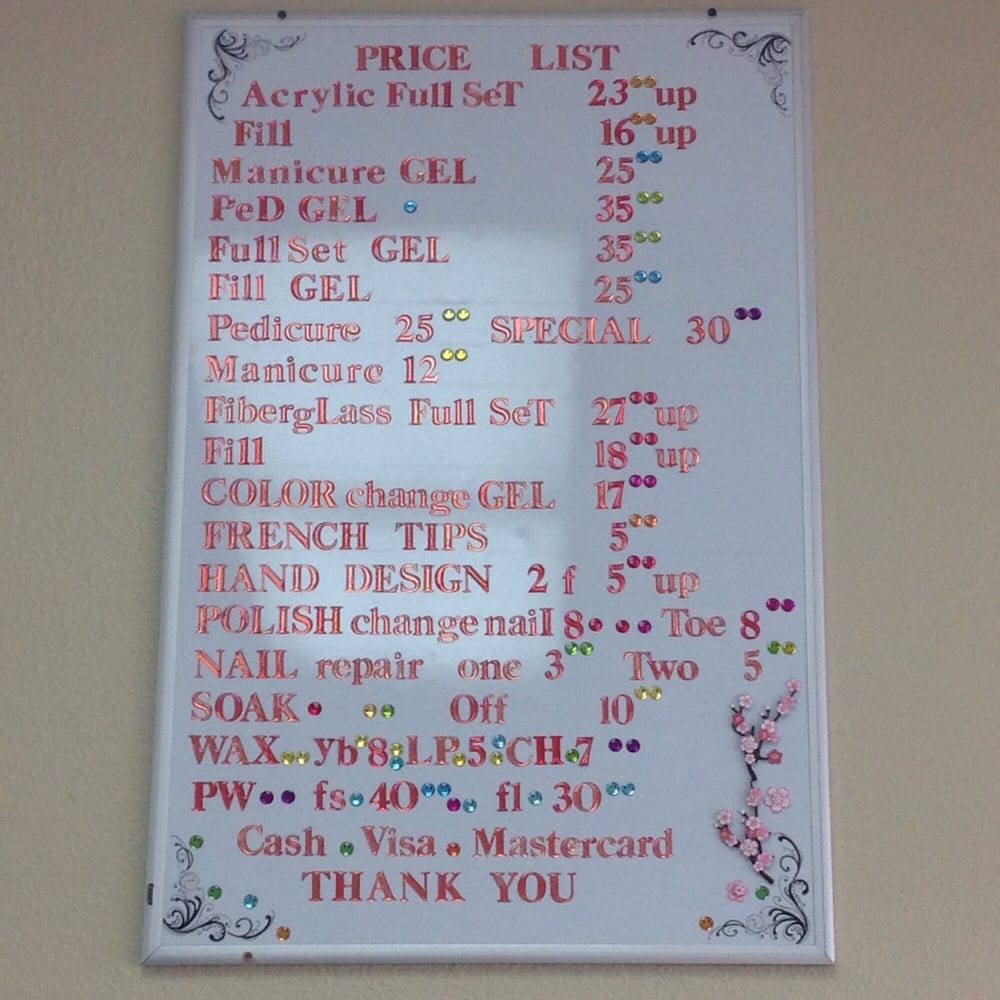 PRICE LIST
Acrylic Full SeT 23 up
Fill 16 up
Manicure GEL 25
PeD GEL 35
Full Set GEL 35
Fill GEL 25
Pedicure 25 SPECIAL 30
Manicure 12
FibergLass Full SeT 27 up
Fill 18 up
COLOR change GEL 17
FRENCH TIPS 5
HAND DESIGN 2 f 5 up
POLISH change nail 8 Toe 8
NAIL repair one 3 Two 5
SOAK Off 10
WAX yb 8 LP 5 CH 7
PW fs 40 fl 30
Cash Visa Mastercard
THANK YOU